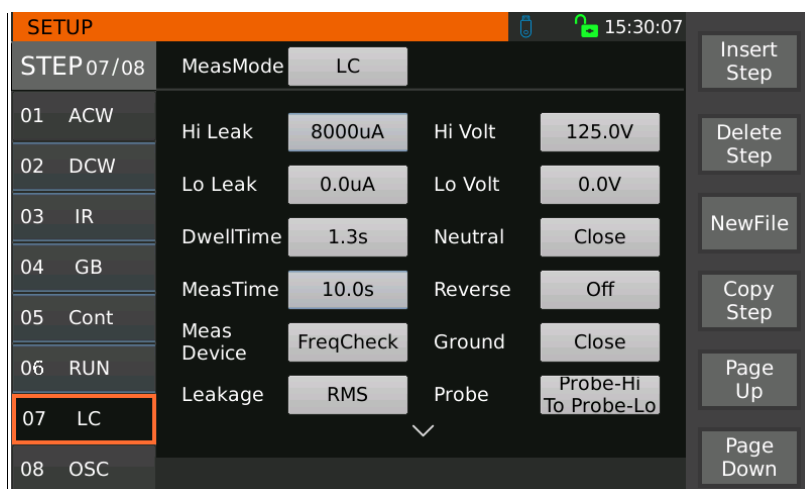 SETUP
15:30:07
STEP 07/08
MeasMode
LC
01 ACW
02 DCW
03 IR
04 GB
05 Cont
06 RUN
07 LC
08 OSC
Hi Leak
8000uA
Hi Volt
125.0V
Lo Leak
0.0uA
Lo Volt
0.0V
DwellTime
1.3s
Neutral
Close
MeasTime
10.0s
Reverse
Off
Meas
Device
FreqCheck
Ground
Close
Leakage
RMS
Probe
Probe-Hi
To Probe-Lo
Insert
Step
Delete
Step
NewFile
Copy
Step
Page
Up
Page
Down